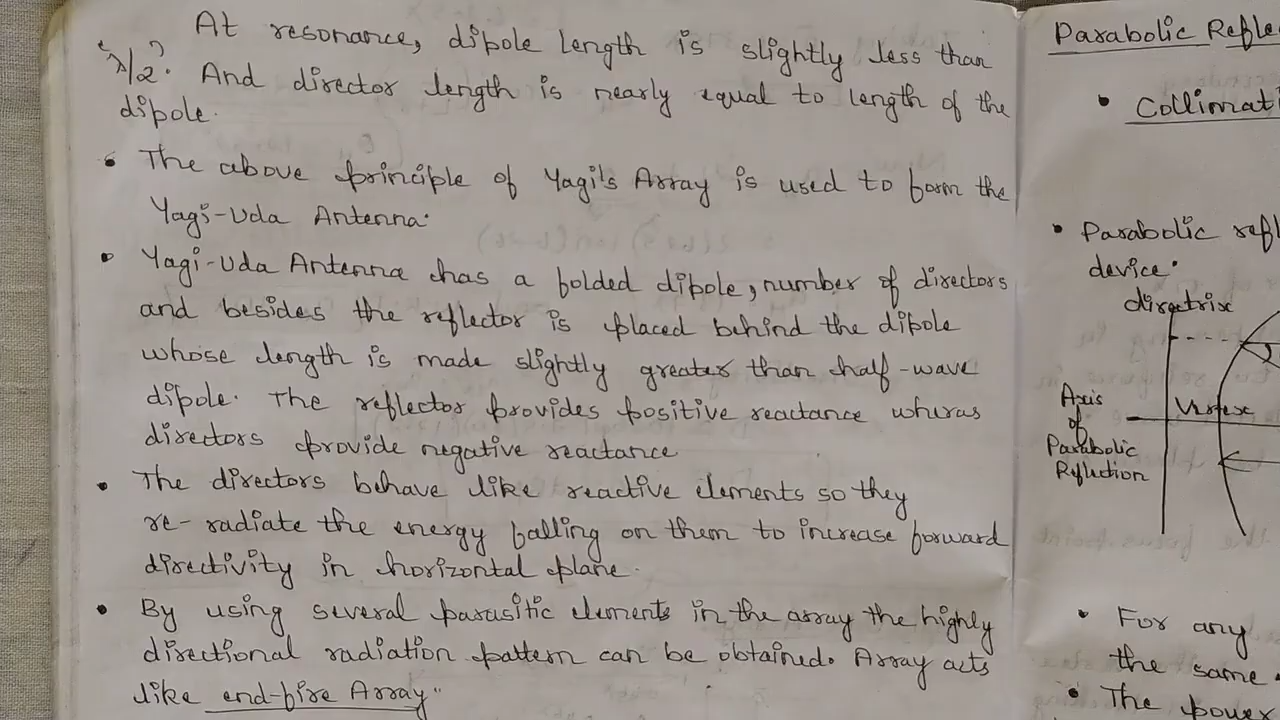 At resonance, dipole length is slightly less than
'λ/2'. And director length is nearly equal to length of the
dipole.
• The above principle of Yagi's Array is used to form the
Yagi-Uda Antenna.
• Yagi-Uda Antenna has a folded dipole, number of directors
and besides the reflector is placed behind the dipole
whose length is made slightly greater than half-wave
dipole. The reflector provides positive reactance wheras
directors provide negative reactance
• The directors behave like reactive elements so they
re-radiate the energy falling on them to increase forward
directivity in horizontal plane.
• By using several parasitic elements in the array the highly
directional radiation pattern can be obtained. Array acts
like end-fire Array"
Parabolic Refle
• Collimati
• Parabolic refl
device.
directrix
Axis
of
Parabolic
Reflection
Vertex
• For any
the same
• The power